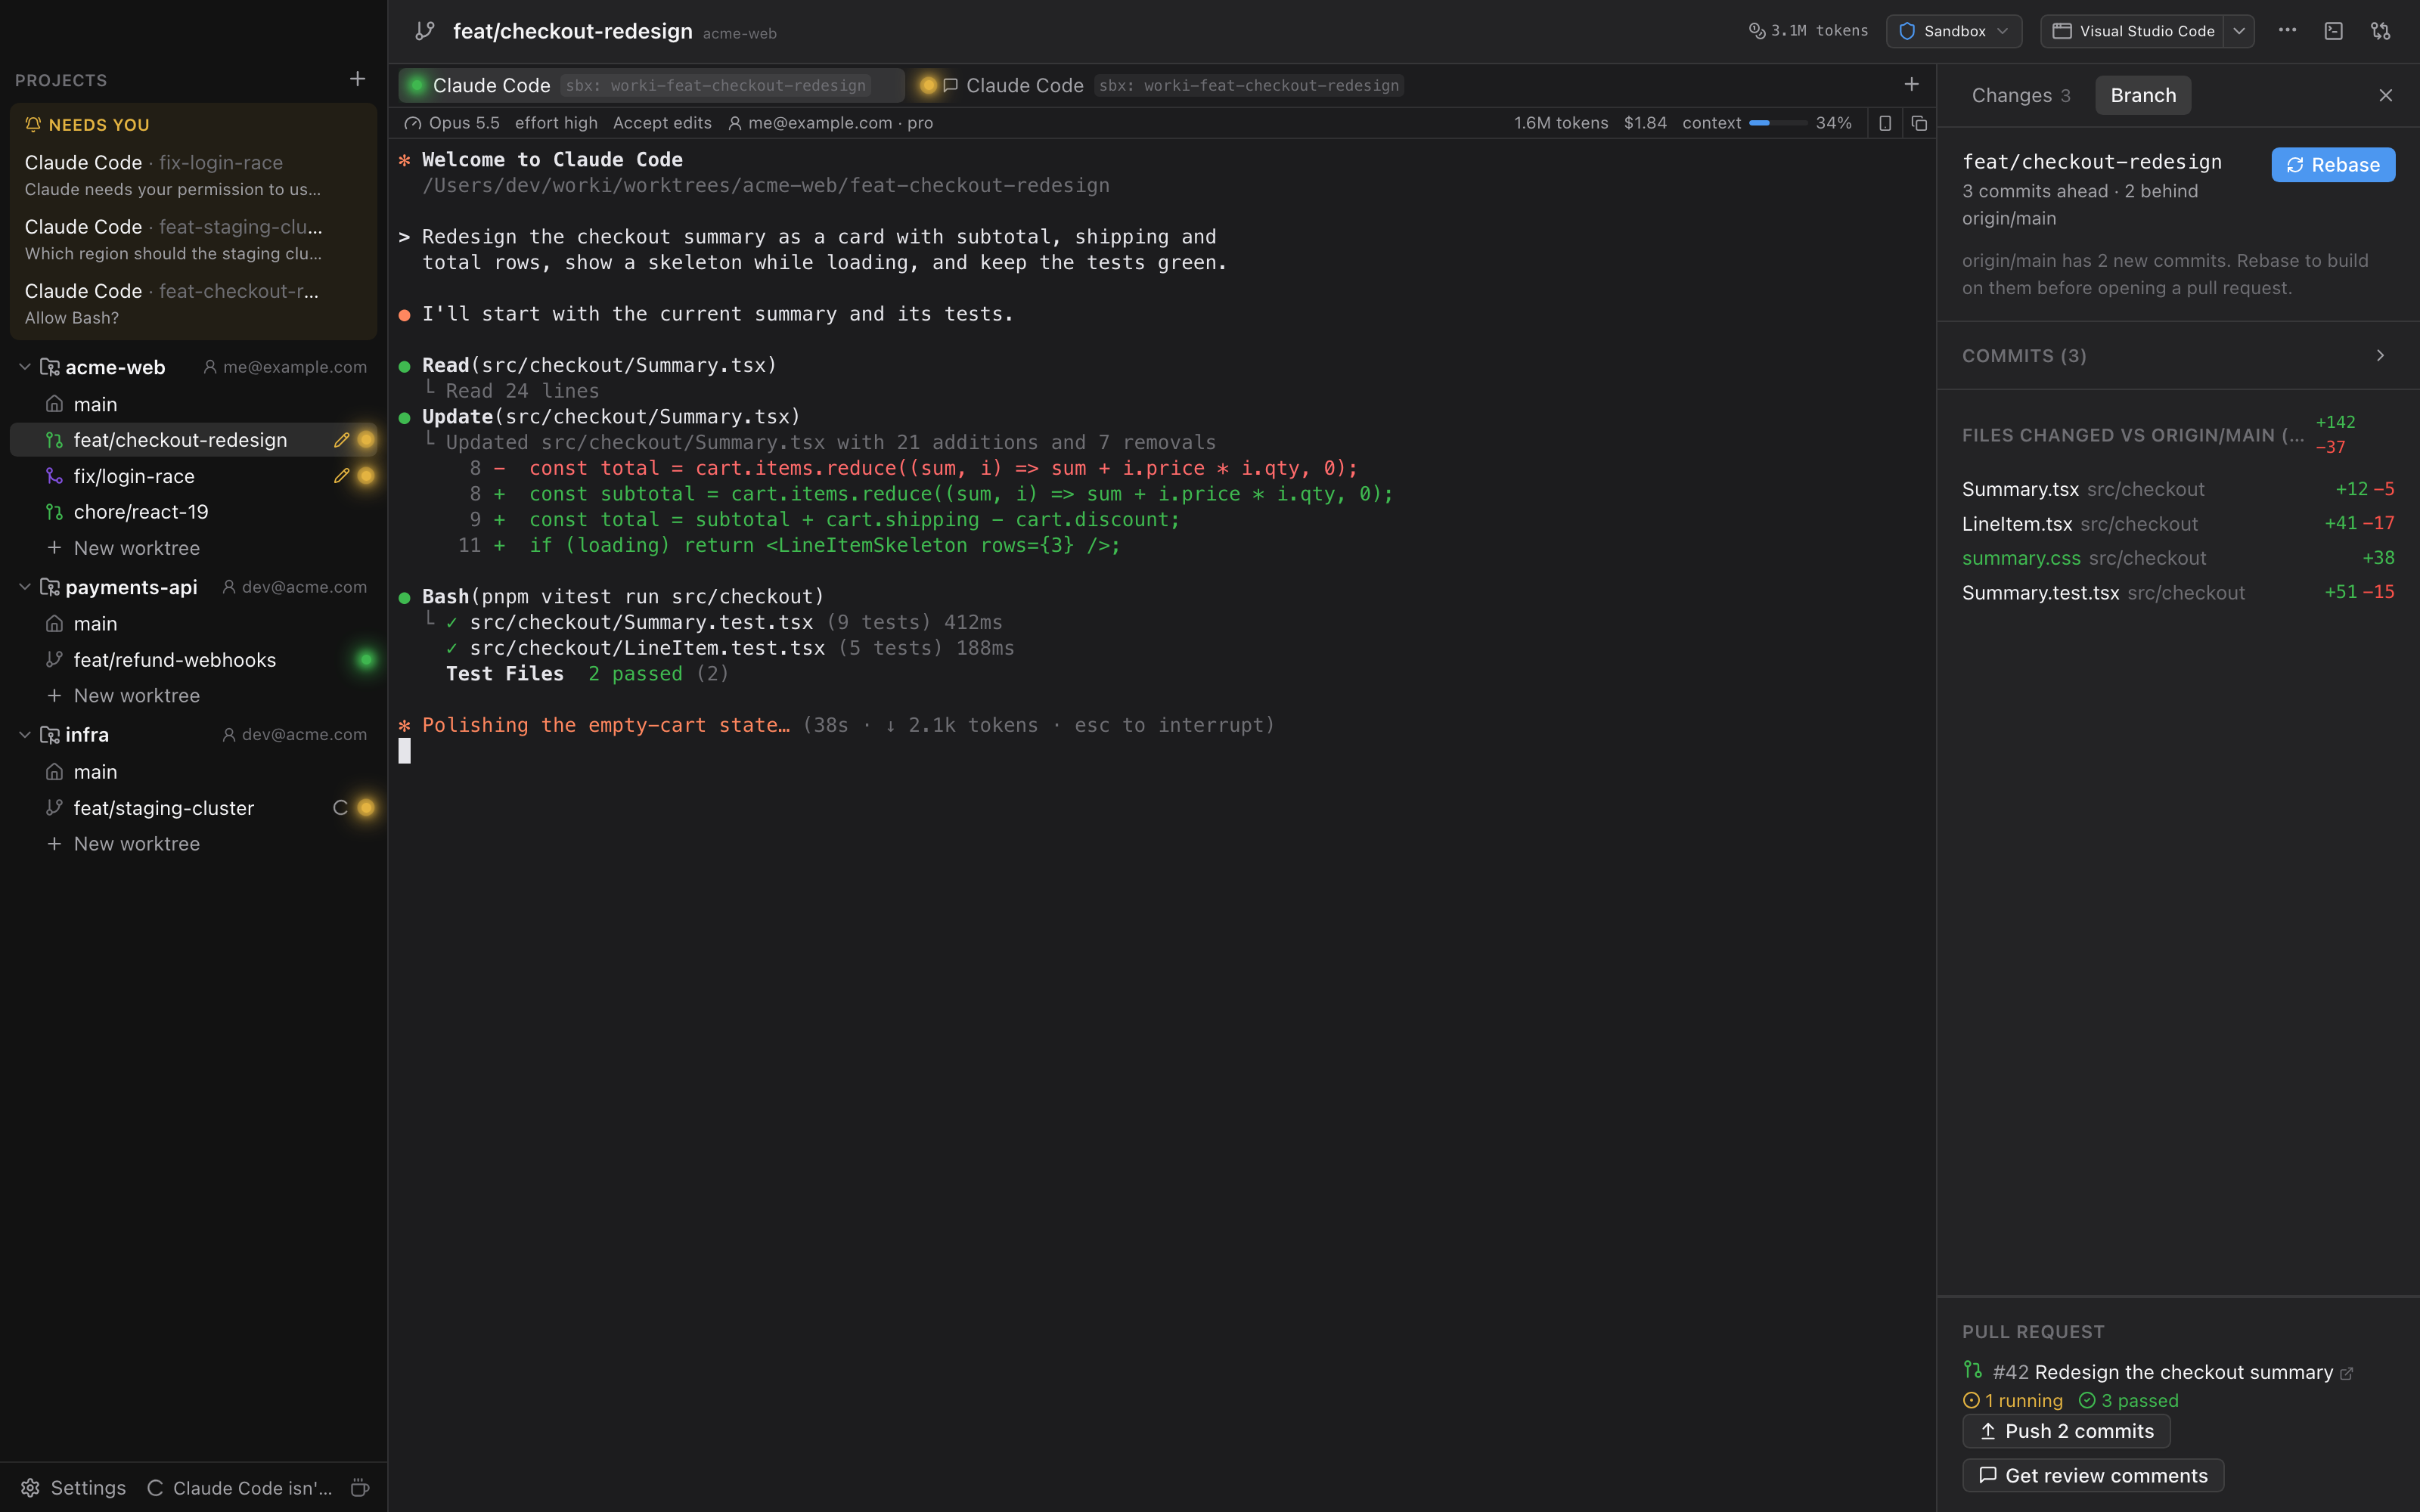 PROJECTS
NEEDS YOU
Claude Code · fix-login-race
Claude needs your permission to us...
Claude Code · feat-staging-clu...
Which region should the staging clu...
Claude Code · feat-checkout-r...
Allow Bash?
acme-web me@example.com
main
feat/checkout-redesign
fix/login-race
chore/react-19
New worktree
payments-api dev@acme.com
main
feat/refund-webhooks
New worktree
infra dev@acme.com
main
feat/staging-cluster
New worktree
Settings Claude Code isn'...
feat/checkout-redesign acme-web
3.1M tokens Sandbox Visual Studio Code
Claude Code sbx: worki-feat-checkout-redesign Claude Code sbx: worki-feat-checkout-redesign
Opus 5.5 effort high Accept edits me@example.com · pro 1.6M tokens $1.84 context 34%
✻ Welcome to Claude Code
/Users/dev/worki/worktrees/acme-web/feat-checkout-redesign
> Redesign the checkout summary as a card with subtotal, shipping and
total rows, show a skeleton while loading, and keep the tests green.
● I'll start with the current summary and its tests.
● Read(src/checkout/Summary.tsx)
└ Read 24 lines
● Update(src/checkout/Summary.tsx)
└ Updated src/checkout/Summary.tsx with 21 additions and 7 removals
8 - const total = cart.items.reduce((sum, i) => sum + i.price * i.qty, 0);
8 + const subtotal = cart.items.reduce((sum, i) => sum + i.price * i.qty, 0);
9 + const total = subtotal + cart.shipping - cart.discount;
11 + if (loading) return <LineItemSkeleton rows={3} />;
● Bash(pnpm vitest run src/checkout)
└ ✓ src/checkout/Summary.test.tsx (9 tests) 412ms
✓ src/checkout/LineItem.test.tsx (5 tests) 188ms
Test Files 2 passed (2)
✻ Polishing the empty-cart state… (38s · ↓ 2.1k tokens · esc to interrupt)
Changes 3 Branch
feat/checkout-redesign Rebase
3 commits ahead · 2 behind
origin/main
origin/main has 2 new commits. Rebase to build
on them before opening a pull request.
COMMITS (3)
FILES CHANGED VS ORIGIN/MAIN (... +142
−37
Summary.tsx src/checkout +12 −5
LineItem.tsx src/checkout +41 −17
summary.css src/checkout +38
Summary.test.tsx src/checkout +51 −15
PULL REQUEST
#42 Redesign the checkout summary
1 running 3 passed
Push 2 commits
Get review comments